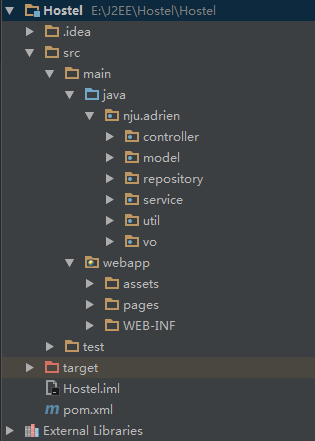 Hostel E:\J2EE\Hostel\Hostel
.idea
src
main
java
nju.adrien
controller
model
repository
service
util
vo
webapp
assets
pages
WEB-INF
test
target
Hostel.iml
m pom.xml
External Libraries